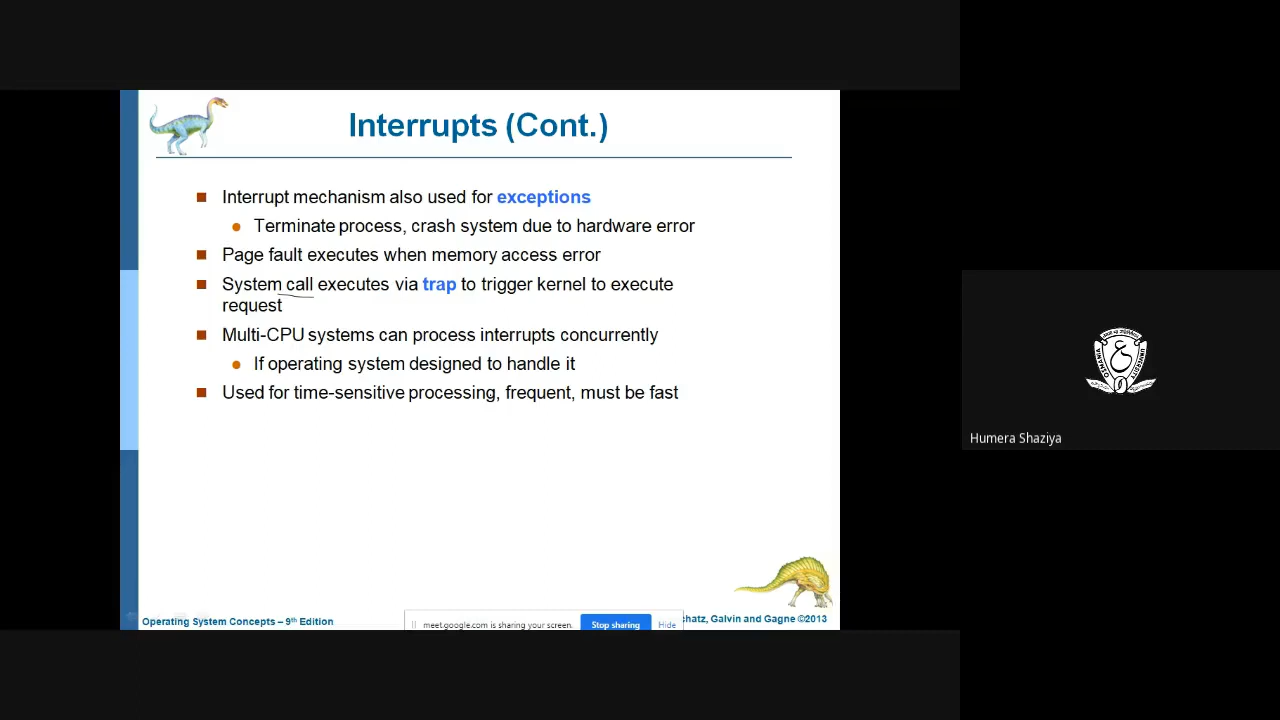 Interrupts (Cont.)
Interrupt mechanism also used for exceptions
Terminate process, crash system due to hardware error
Page fault executes when memory access error
System call executes via trap to trigger kernel to execute
request
Multi-CPU systems can process interrupts concurrently
If operating system designed to handle it
Used for time-sensitive processing, frequent, must be fast
Operating System Concepts – 9th Edition
meet.google.com is sharing your screen.
Stop sharing
Hide
Galvin and Gagne ©2013
Humera Shaziya